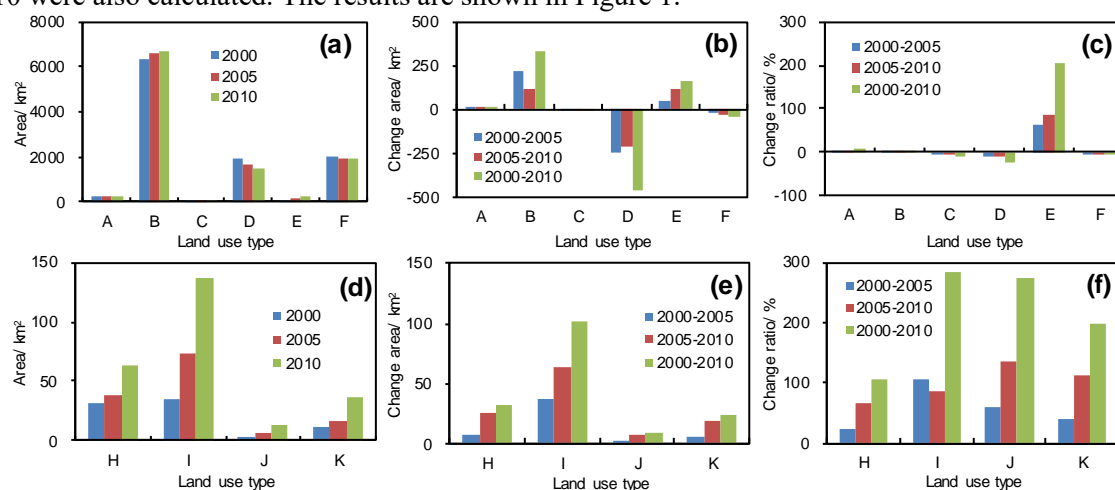 10 were also calculated. The results are shown in Figure 1.
8000
6000
4000
2000
0
Area/ km²
(a)
2000
2005
2010
A B C D E F
Land use type
500
250
0
-250
-500
Change area/ km²
(b)
2000-2005
2005-2010
2000-2010
A B C D E F
Land use type
300
200
100
0
-100
Change ratio/ %
(c)
2000-2005
2005-2010
2000-2010
A B C D E F
Land use type
150
100
50
0
Area/ km²
(d)
2000
2005
2010
H I J K
Land use type
150
100
50
0
Change area/ km²
(e)
2000-2005
2005-2010
2000-2010
H I J K
Land use type
300
200
100
0
Change ratio/ %
(f)
2000-2005
2005-2010
2000-2010
H I J K
Land use type